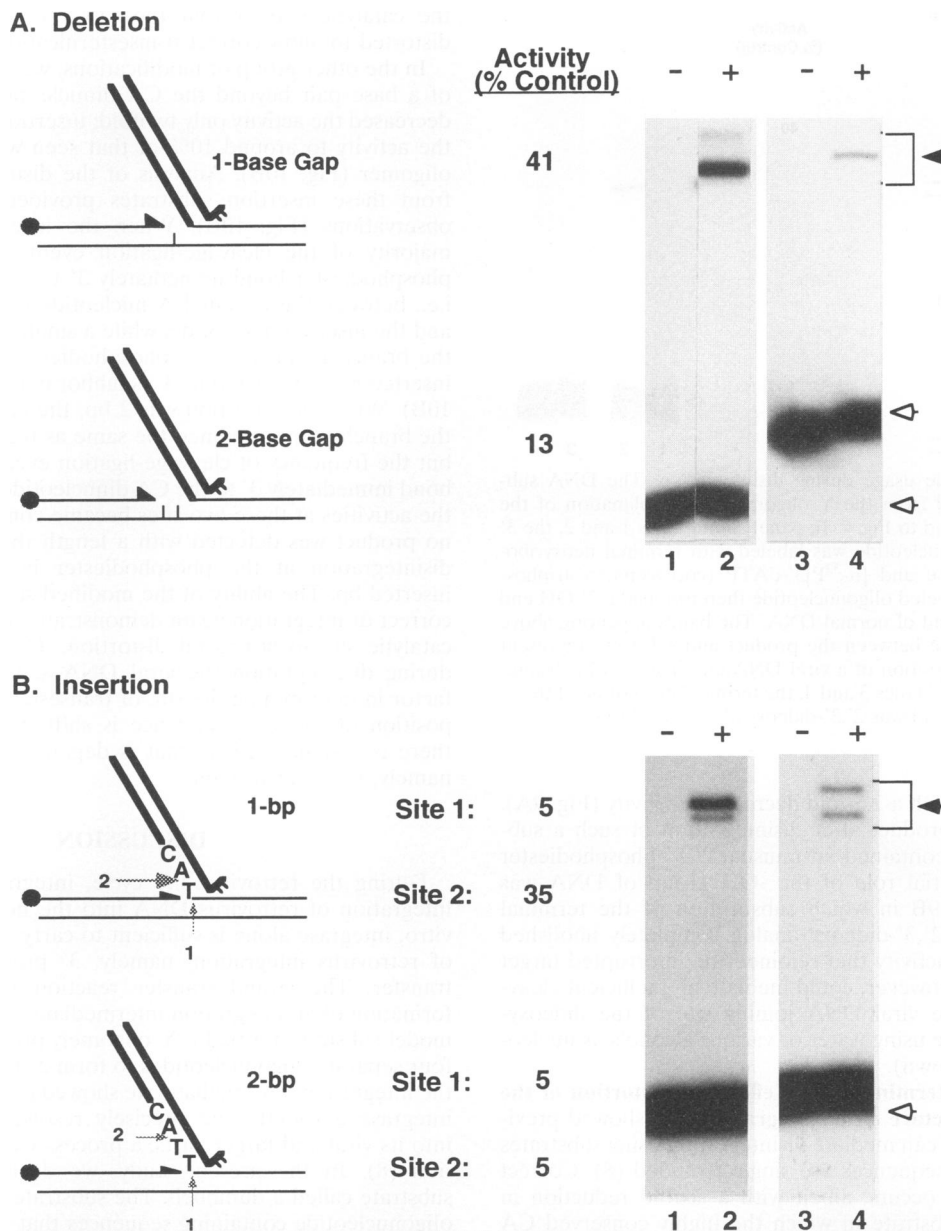 A. Deletion
Activity
(% Control)
- + - +
1-Base Gap
41
2-Base Gap
13
1 2 3 4
B. Insertion
- + - +
1-bp
Site 1: 5
C
A
T
2
Site 2: 35
1
2-bp
Site 1: 5
C
A
T
T
2
Site 2: 5
1
1 2 3 4